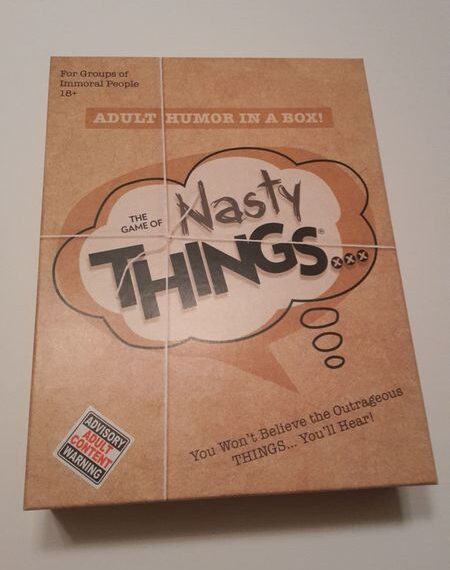 For Groups of
Immoral People
18+
ADULT HUMOR IN A BOX!
THE
GAME OF
Nasty
THINGS®...
XXX
ADVISORY
ADULT
CONTENT
WARNING
You Won't Believe the Outrageous
THINGS... You'll Hear!